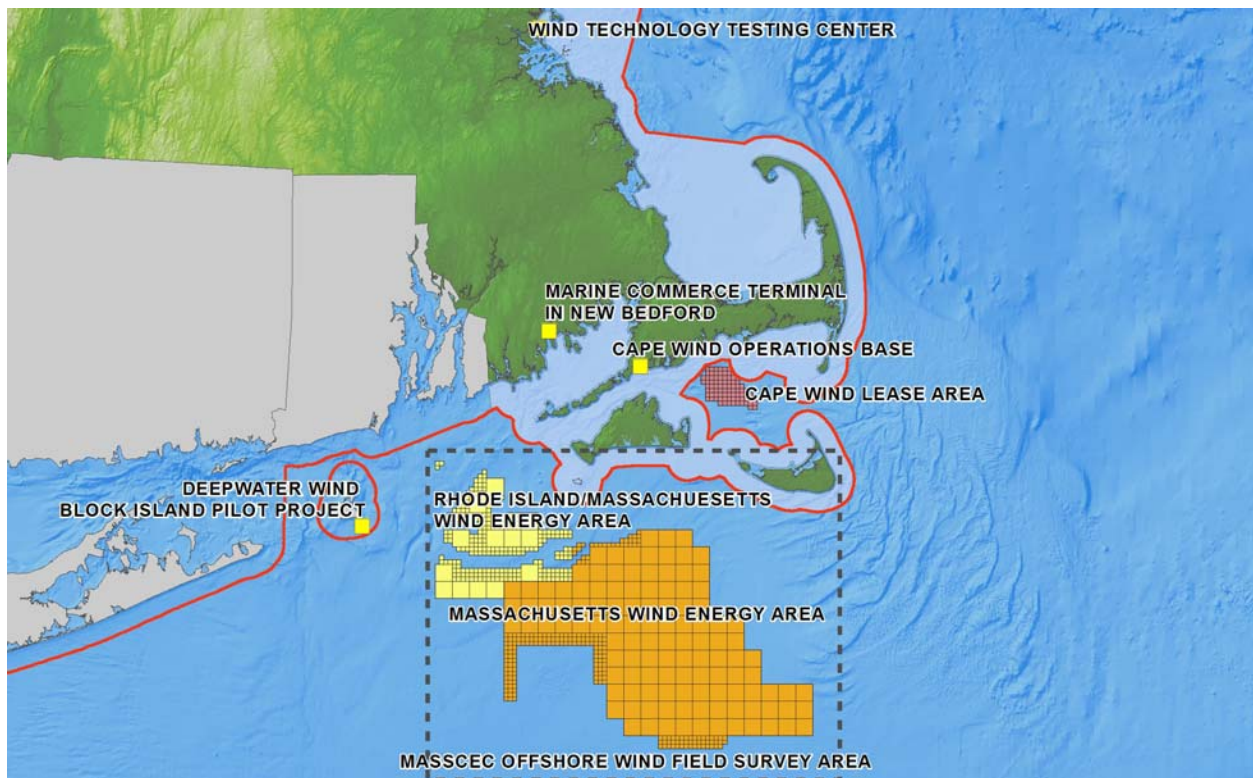 WIND TECHNOLOGY TESTING CENTER
MARINE COMMERCE TERMINAL
IN NEW BEDFORD
CAPE WIND OPERATIONS BASE
CAPE WIND LEASE AREA
DEEPWATER WIND
BLOCK ISLAND PILOT PROJECT
RHODE ISLAND/MASSACHUESETTS
WIND ENERGY AREA
MASSACHUSETTS WIND ENERGY AREA
MASSCEC OFFSHORE WIND FIELD SURVEY AREA